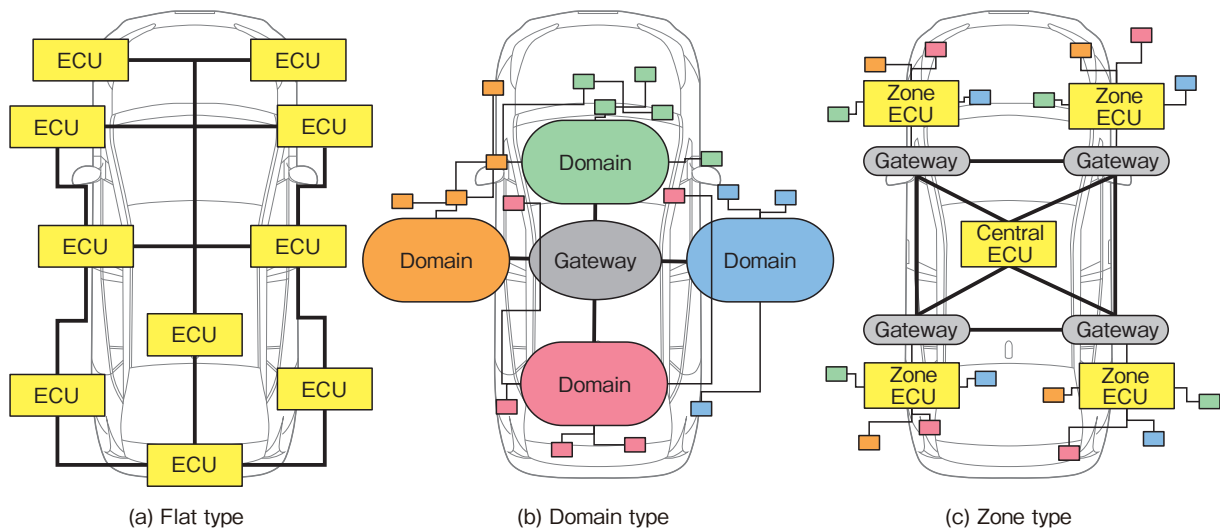 ECU
ECU
ECU
ECU
ECU
ECU
ECU
ECU
ECU
ECU
(a) Flat type
Domain
Domain
Gateway
Domain
Domain
(b) Domain type
Zone
ECU
Zone
ECU
Gateway
Gateway
Central
ECU
Gateway
Gateway
Zone
ECU
Zone
ECU
(c) Zone type